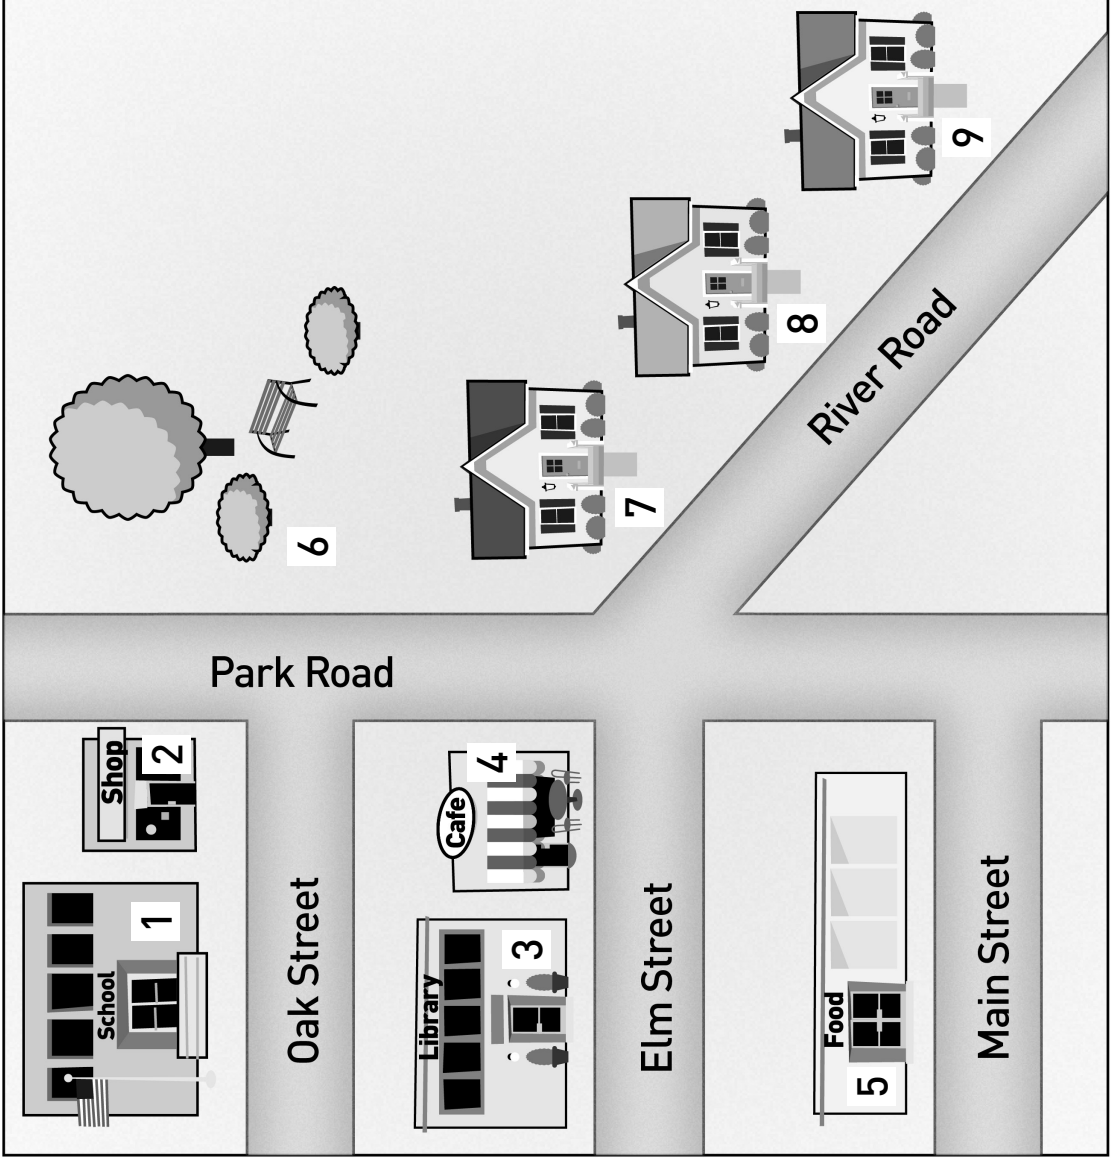 Shop
2
School
1
Oak Street
Park Road
6
Cafe
4
Library
3
Elm Street
7
8
9
River Road
Food
5
Main Street